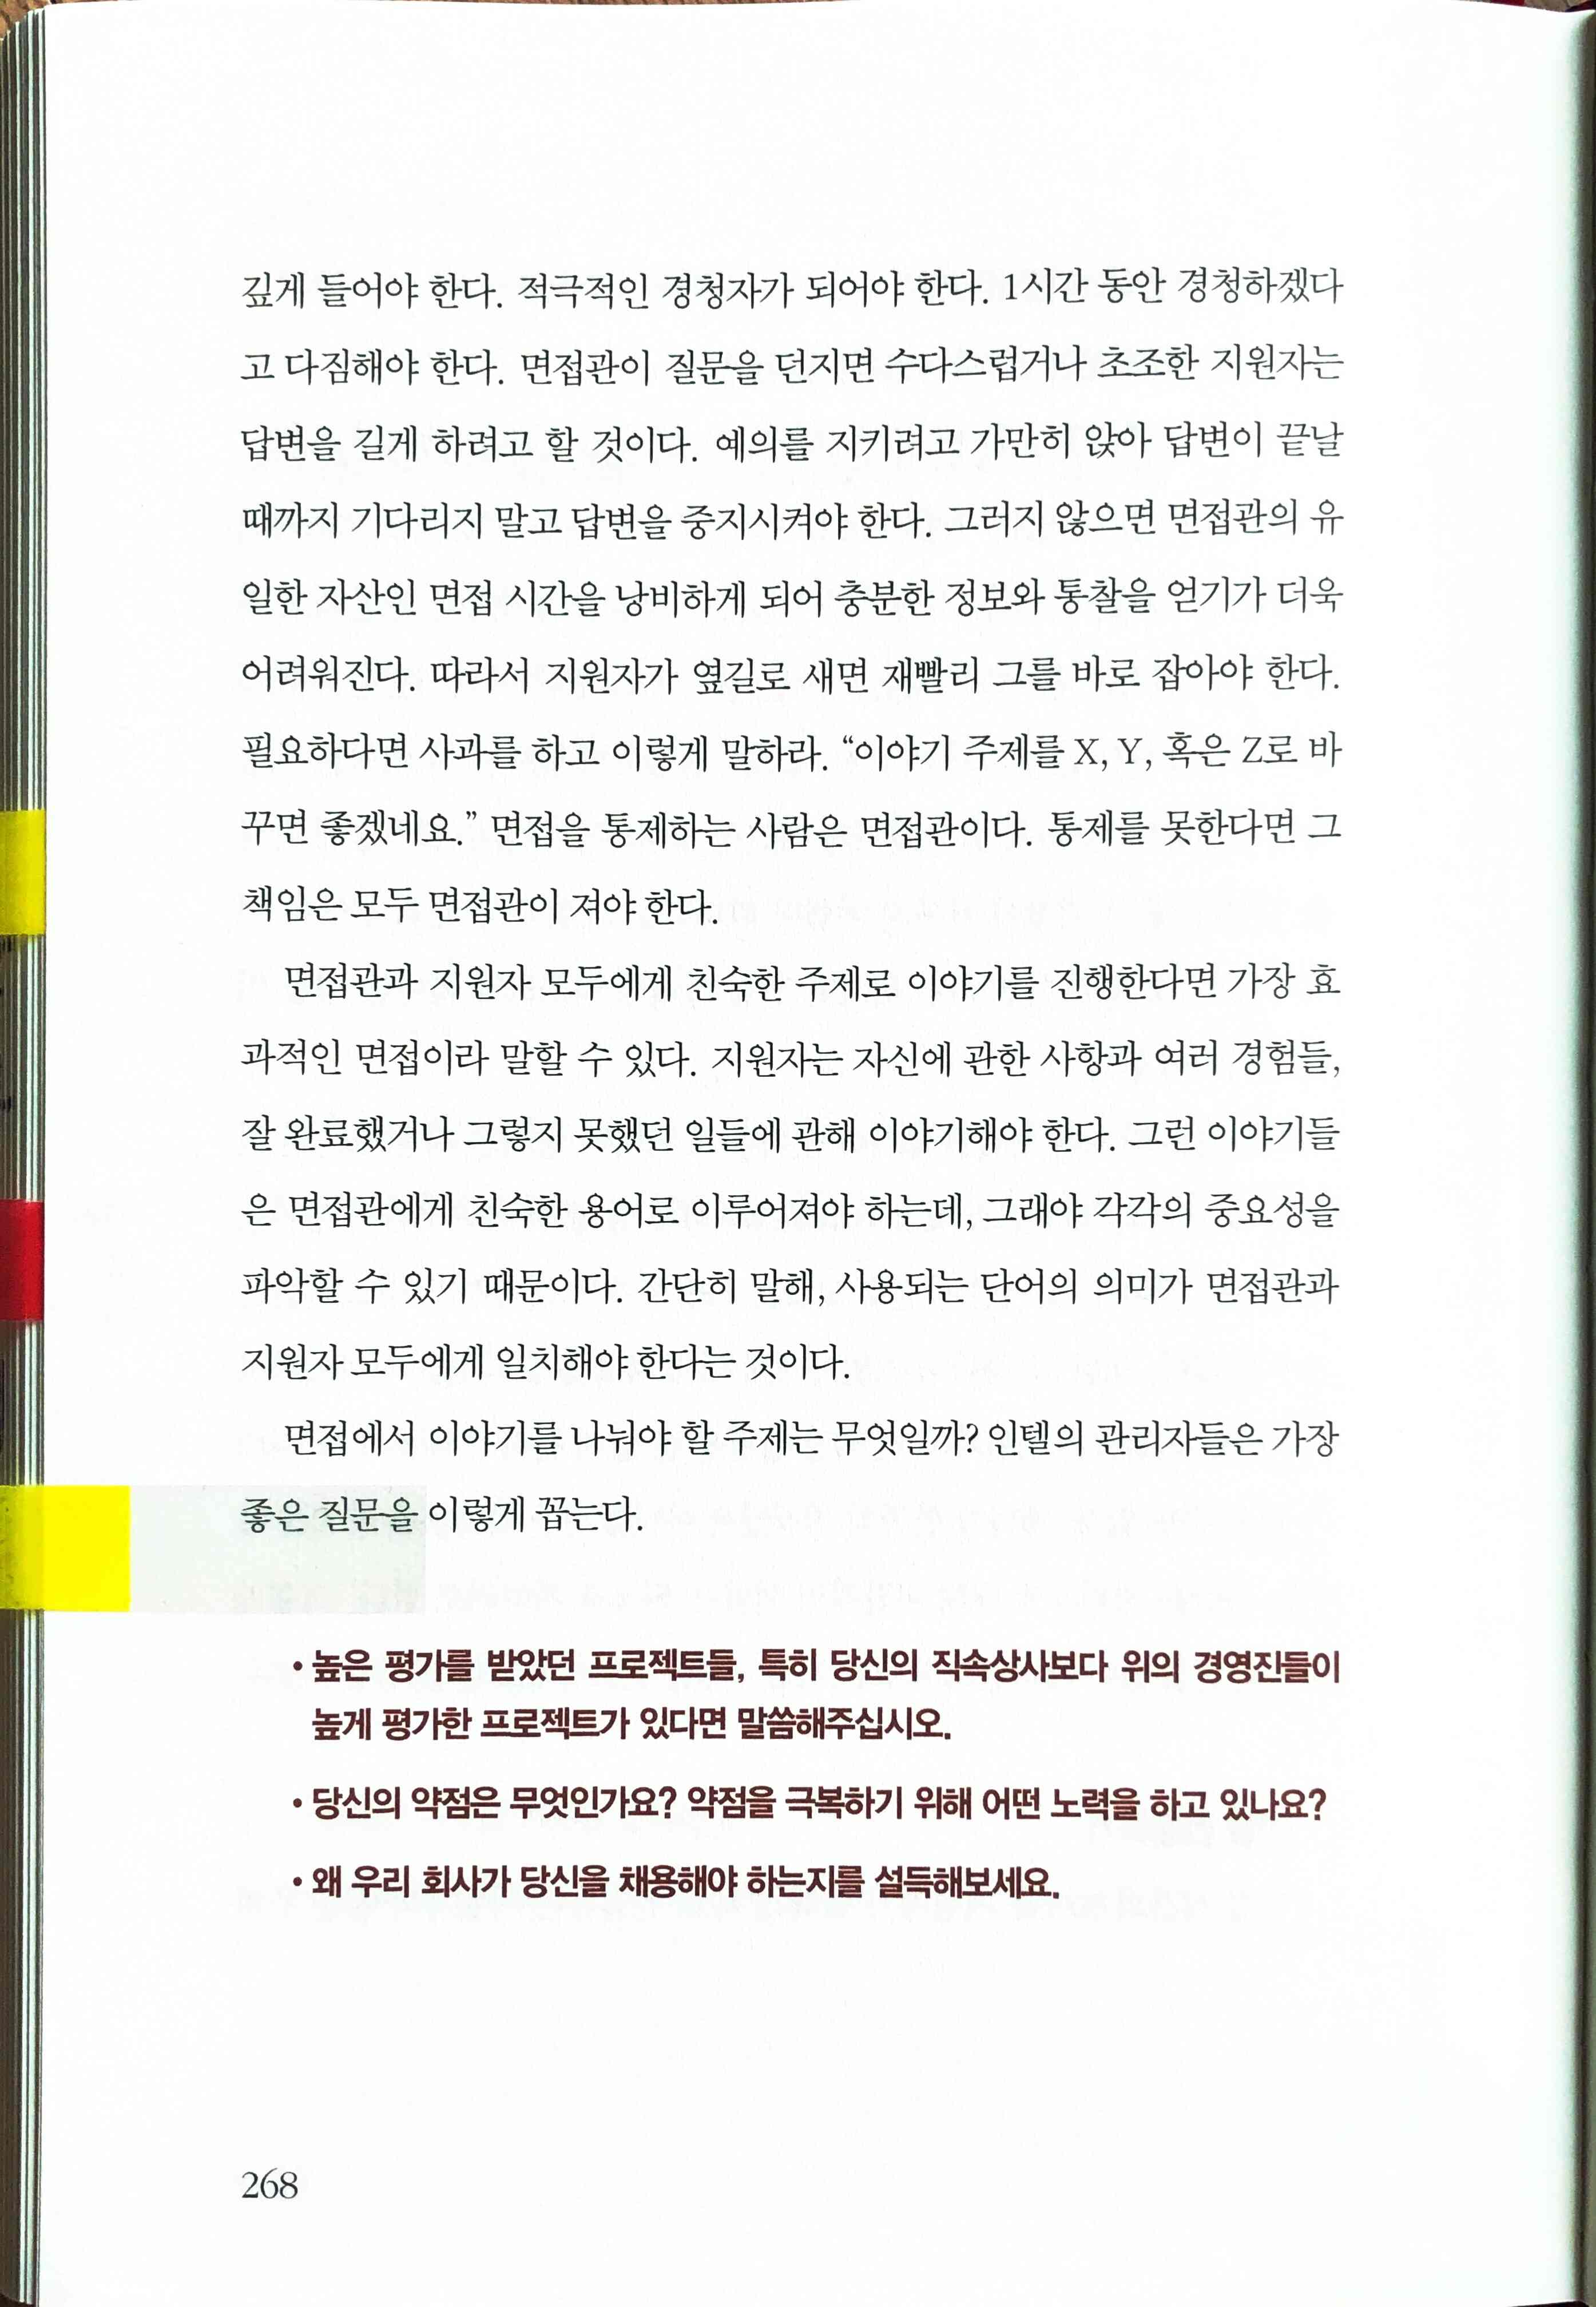 깊게 들어야 한다. 적극적인 경청자가 되어야 한다. 1시간 동안 경청하겠다
고 다짐해야 한다. 면접관이 질문을 던지면 수다스럽거나 초조한 지원자는
답변을 길게 하려고 할 것이다. 예의를 지키려고 가만히 앉아 답변이 끝날
때까지 기다리지 말고 답변을 중지시켜야 한다. 그러지 않으면 면접관의 유
일한 자산인 면접 시간을 낭비하게 되어 충분한 정보와 통찰을 얻기가 더욱
어려워진다. 따라서 지원자가 옆길로 새면 재빨리 그를 바로 잡아야 한다.
필요하다면 사과를 하고 이렇게 말하라. “이야기 주제를 X, Y, 혹은 Z로 바
꾸면 좋겠네요.” 면접을 통제하는 사람은 면접관이다. 통제를 못한다면 그
책임은 모두 면접관이 져야 한다.
면접관과 지원자 모두에게 친숙한 주제로 이야기를 진행한다면 가장 효
과적인 면접이라 말할 수 있다. 지원자는 자신에 관한 사항과 여러 경험들,
잘 완료했거나 그렇지 못했던 일들에 관해 이야기해야 한다. 그런 이야기들
은 면접관에게 친숙한 용어로 이루어져야 하는데, 그래야 각각의 중요성을
파악할 수 있기 때문이다. 간단히 말해, 사용되는 단어의 의미가 면접관과
지원자 모두에게 일치해야 한다는 것이다.
면접에서 이야기를 나눠야 할 주제는 무엇일까? 인텔의 관리자들은 가장
좋은 질문을 이렇게 꼽는다.
• 높은 평가를 받았던 프로젝트들, 특히 당신의 직속상사보다 위의 경영진들이
높게 평가한 프로젝트가 있다면 말씀해주십시오.
• 당신의 약점은 무엇인가요? 약점을 극복하기 위해 어떤 노력을 하고 있나요?
• 왜 우리 회사가 당신을 채용해야 하는지를 설득해보세요.
268